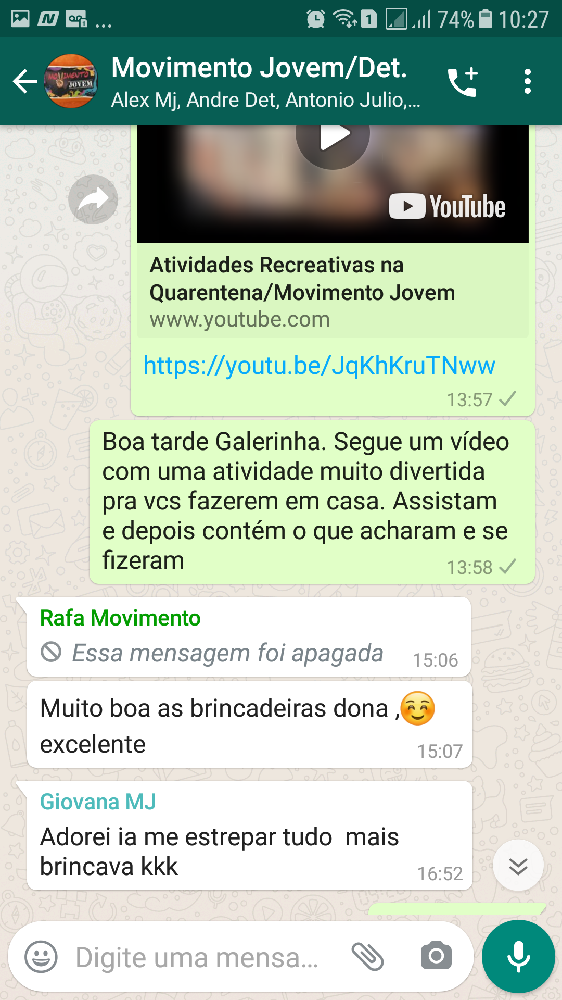 1 74% 10:27
MOVIMENTO
JOVEM
Movimento Jovem/Det.
Alex Mj, Andre Det, Antonio Julio,...
YouTube
Atividades Recreativas na
Quarentena/Movimento Jovem
www.youtube.com
https://youtu.be/JqKhKruTNww
13:57
Boa tarde Galerinha. Segue um vídeo
com uma atividade muito divertida
pra vcs fazerem em casa. Assistam
e depois contém o que acharam e se
fizeram
13:58
Rafa Movimento
Essa mensagem foi apagada
15:06
Muito boa as brincadeiras dona ,☺️
excelente
15:07
Giovana MJ
Adorei ia me estrepar tudo  mais
brincava kkk
16:52
Digite uma mensa...